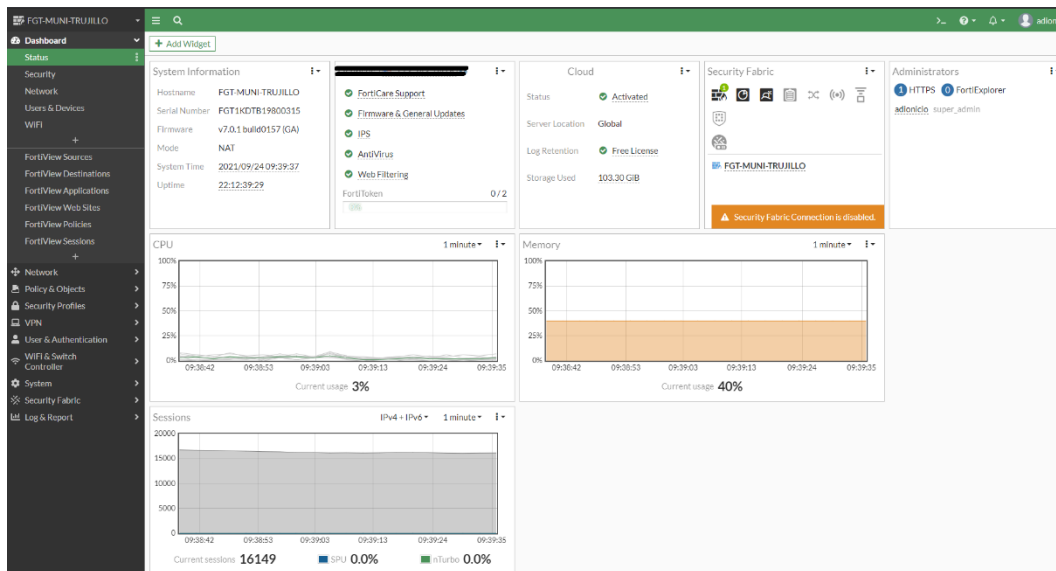 FGT-MUNI-TRUJILLO
>_
adion
Dashboard
Status
Security
Network
Users & Devices
WiFi
+
FortiView Sources
FortiView Destinations
FortiView Applications
FortiView Web Sites
FortiView Policies
FortiView Sessions
+
Network
Policy & Objects
Security Profiles
VPN
User & Authentication
WiFi & Switch
Controller
System
Security Fabric
Log & Report
+ Add Widget
System Information
Hostname FGT-MUNI-TRUJILLO
Serial Number FGT1KDTB19800315
Firmware v7.0.1 build0157 (GA)
Mode NAT
System Time 2021/09/24 09:39:37
Uptime 22:12:39:29
FortiCare Support
Firmware & General Updates
IPS
AntiVirus
Web Filtering
FortiToken 0/2
0%
Cloud
Status Activated
Server Location Global
Log Retention Free License
Storage Used 103.30 GiB
Security Fabric
1
FGT-MUNI-TRUJILLO
Security Fabric Connection is disabled.
Administrators
1 HTTPS 0 FortiExplorer
adionicio super_admin
CPU 1 minute
100%
75%
50%
25%
0%
09:38:42 09:38:53 09:39:03 09:39:13 09:39:24 09:39:35
Current usage 3%
Memory 1 minute
100%
75%
50%
25%
0%
09:38:42 09:38:53 09:39:03 09:39:13 09:39:24 09:39:35
Current usage 40%
Sessions IPv4 + IPv6 1 minute
20000
15000
10000
5000
0
09:38:42 09:38:53 09:39:03 09:39:13 09:39:24 09:39:35
Current sessions 16149 SPU 0.0% nTurbo 0.0%